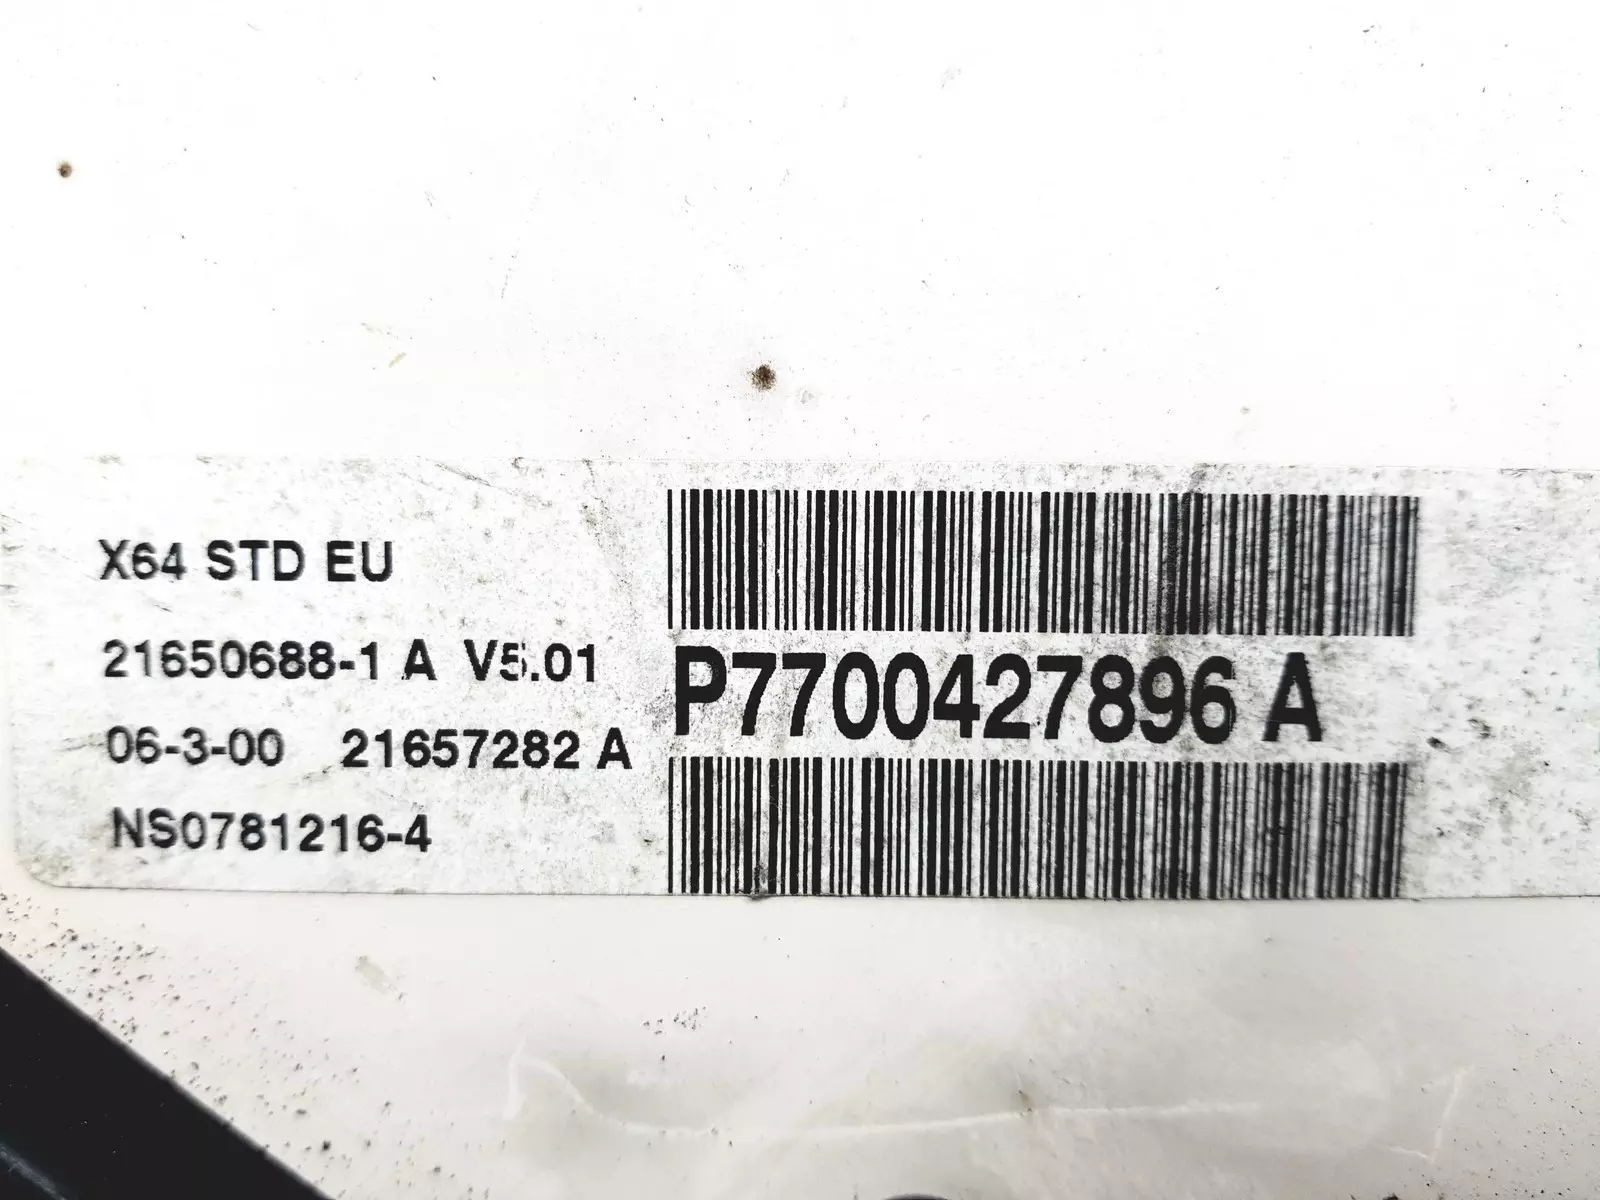 X64 STD EU
21650688-1 A V5.01
06-3-00 21657282 A
NS0781216-4
P7700427896 A